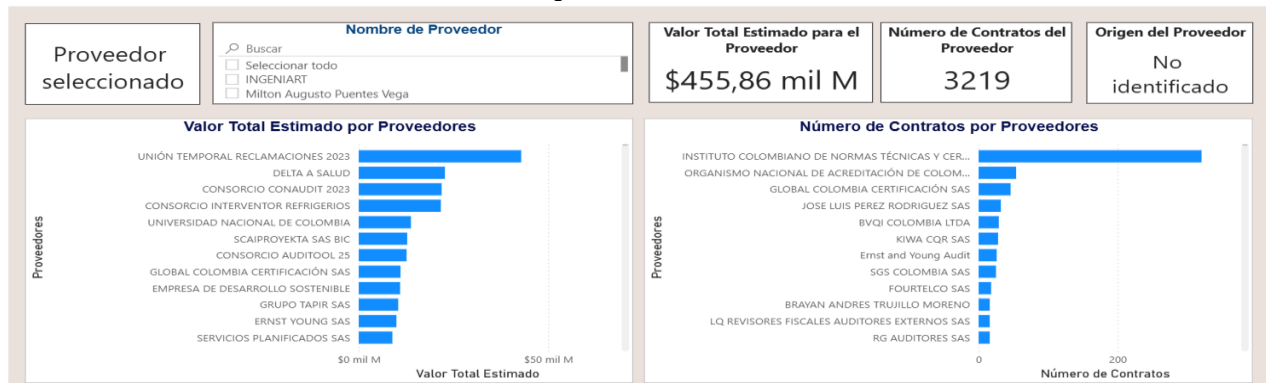 Proveedor
seleccionado
Nombre de Proveedor
Buscar
Seleccionar todo
INGENIART
Milton Augusto Puentes Vega
Valor Total Estimado para el
Proveedor
$455,86 mil M
Número de Contratos del
Proveedor
3219
Origen del Proveedor
No
identificado
Valor Total Estimado por Proveedores
Proveedores
UNIÓN TEMPORAL RECLAMACIONES 2023
DELTA A SALUD
CONSORCIO CONAUDIT 2023
CONSORCIO INTERVENTOR REFRIGERIOS
UNIVERSIDAD NACIONAL DE COLOMBIA
SCAIPROYEKTA SAS BIC
CONSORCIO AUDITOOL 25
GLOBAL COLOMBIA CERTIFICACIÓN SAS
EMPRESA DE DESARROLLO SOSTENIBLE
GRUPO TAPIR SAS
ERNST YOUNG SAS
SERVICIOS PLANIFICADOS SAS
$0 mil M
$50 mil M
Valor Total Estimado
Número de Contratos por Proveedores
Proveedores
INSTITUTO COLOMBIANO DE NORMAS TÉCNICAS Y CER...
ORGANISMO NACIONAL DE ACREDITACIÓN DE COLOM...
GLOBAL COLOMBIA CERTIFICACIÓN SAS
JOSE LUIS PEREZ RODRIGUEZ SAS
BVQI COLOMBIA LTDA
KIWA CQR SAS
Ernst and Young Audit
SGS COLOMBIA SAS
FOURTELCO SAS
BRAYAN ANDRES TRUJILLO MORENO
LQ REVISORES FISCALES AUDITORES EXTERNOS SAS
RG AUDITORES SAS
0
200
Número de Contratos